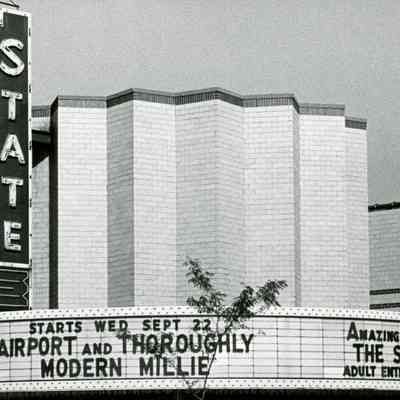 STATE
STARTS WED SEPT 22
AIRPORT AND THOROUGHLY
MODERN MILLIE
AMAZING
THE S
ADULT ENT